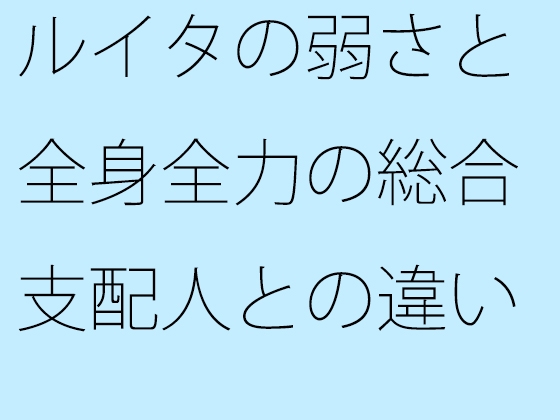 ルイタの弱さと
全身全力の総合
支配人との違い